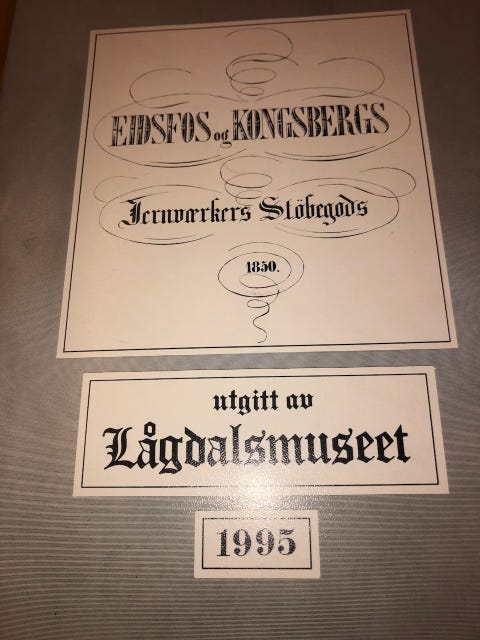 EIDSFOS og KONGSBERGS
Jernværkers Stöbegods
1850.
utgitt av
Lågdalsmuseet
1995